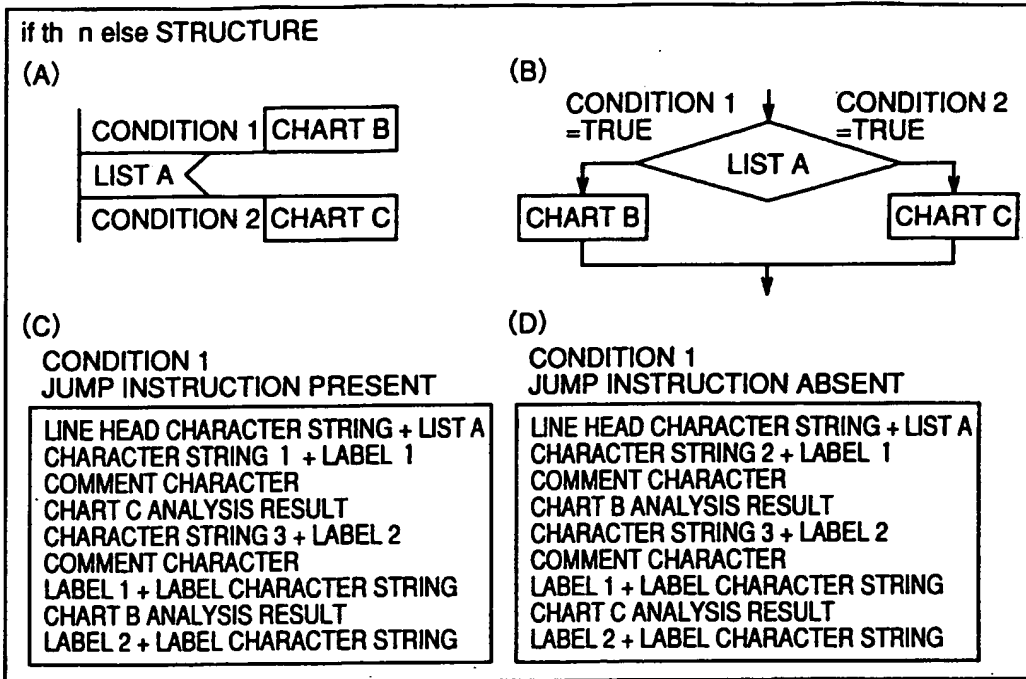 if th n else STRUCTURE
(A)
CONDITION 1 CHART B
LIST A
CONDITION 2 CHART C
(B)
CONDITION 1
=TRUE
CONDITION 2
=TRUE
LIST A
CHART B
CHART C
(C)
CONDITION 1
JUMP INSTRUCTION PRESENT
LINE HEAD CHARACTER STRING + LIST A
CHARACTER STRING 1 + LABEL 1
COMMENT CHARACTER
CHART C ANALYSIS RESULT
CHARACTER STRING 3 + LABEL 2
COMMENT CHARACTER
LABEL 1 + LABEL CHARACTER STRING
CHART B ANALYSIS RESULT
LABEL 2 + LABEL CHARACTER STRING
(D)
CONDITION 1
JUMP INSTRUCTION ABSENT
LINE HEAD CHARACTER STRING + LIST A
CHARACTER STRING 2 + LABEL 1
COMMENT CHARACTER
CHART B ANALYSIS RESULT
CHARACTER STRING 3 + LABEL 2
COMMENT CHARACTER
LABEL 1 + LABEL CHARACTER STRING
CHART C ANALYSIS RESULT
LABEL 2 + LABEL CHARACTER STRING